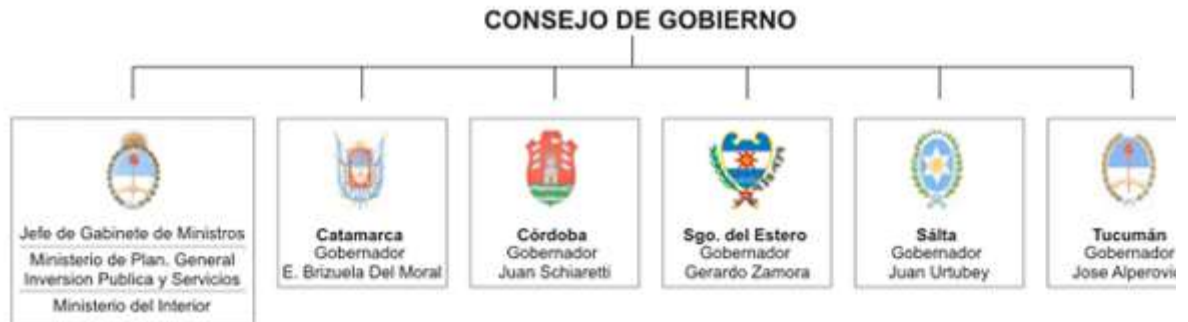 CONSEJO DE GOBIERNO
Jefe de Gabinete de Ministros
Ministerio de Plan. General
Inversion Publica y Servicios
Ministerio del Interior
Catamarca
Gobernador
E. Brizuela Del Moral
Córdoba
Gobernador
Juan Schiaretti
Sgo. del Estero
Gobernador
Gerardo Zamora
Sálta
Gobernador
Juan Urtubey
Tucumán
Gobernador
Jose Alperovic